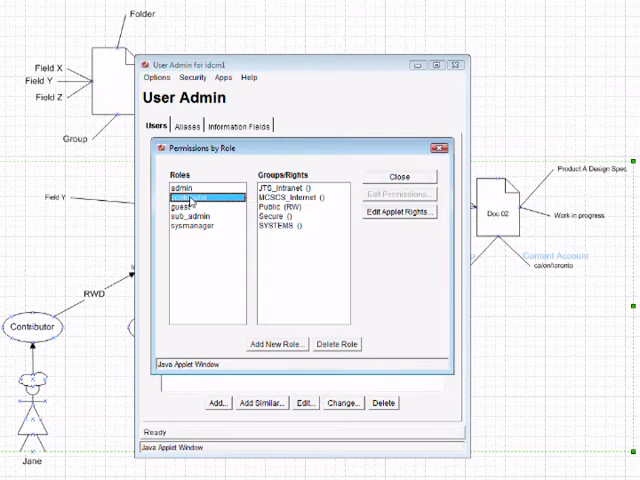 Folder
Field X
Field Y
Field Z
Group
User Admin for idcm1
Options Security Apps Help
User Admin
Users Aliases Information Fields
Permissions by Role
Roles
admin
guest
sub_admin
sysmanager
Groups/Rights
JTS_Intranet ()
MCSCS_Internet ()
Public (RW)
Secure ()
SYSTEMS ()
Close
Edit Permissions...
Edit Applet Rights...
Add New Role... Delete Role
Java Applet Window
Add... Add Similar... Edit... Change... Delete
Ready
Java Applet Window
Field Y
RWD
Contributor
Jane
Product A Design Spec
Doc 02
Work in progress
Content Account
ca/on/toronto